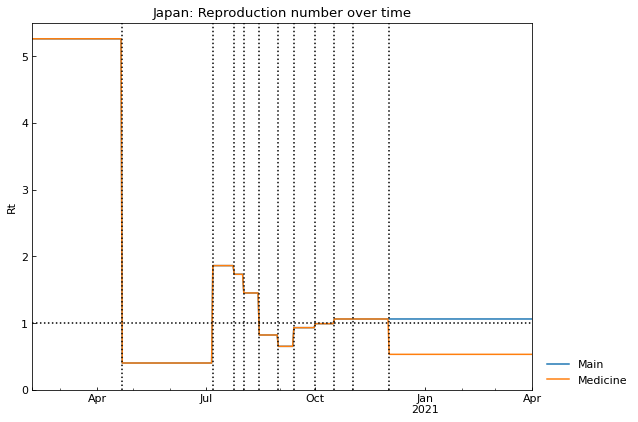 Japan: Reproduction number over time
Rt
5
4
3
2
1
0
Apr
Jul
Oct
Jan
2021
Apr
Main
Medicine